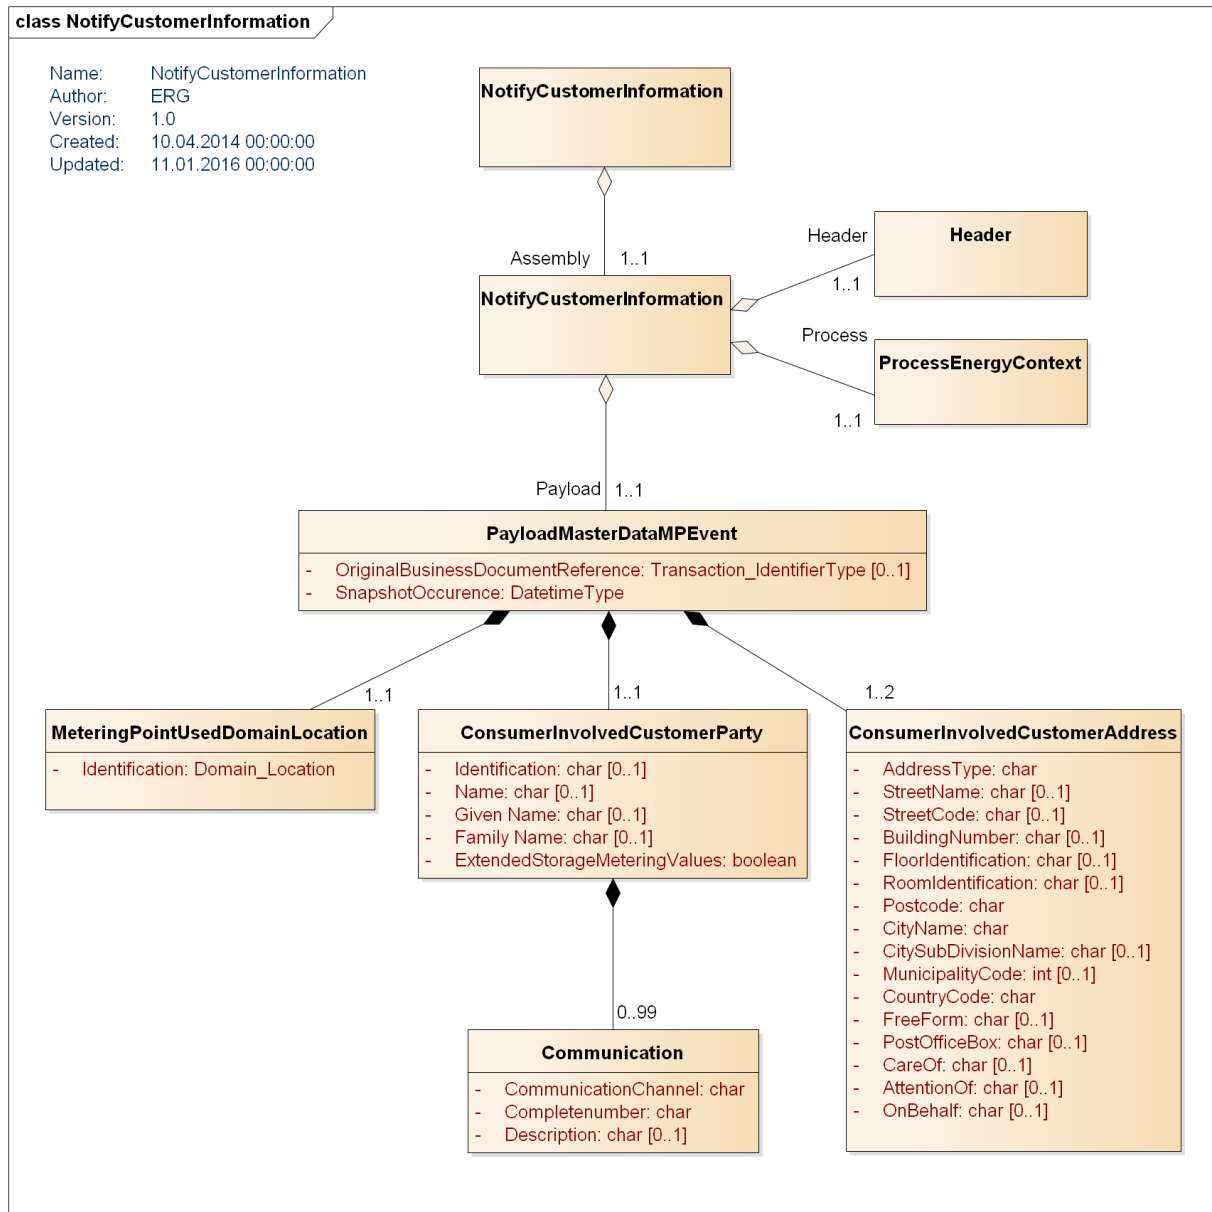 class NotifyCustomerInformation
Name: NotifyCustomerInformation
Author: ERG
Version: 1.0
Created: 10.04.2014 00:00:00
Updated: 11.01.2016 00:00:00
NotifyCustomerInformation
Assembly 1..1
NotifyCustomerInformation
Header
1..1
Header
Process
1..1
ProcessEnergyContext
Payload 1..1
PayloadMasterDataMPEvent
- OriginalBusinessDocumentReference: Transaction_IdentifierType [0..1]
- SnapshotOccurence: DatetimeType
1..1
1..1
1..2
MeteringPointUsedDomainLocation
- Identification: Domain_Location
ConsumerInvolvedCustomerParty
- Identification: char [0..1]
- Name: char [0..1]
- Given Name: char [0..1]
- Family Name: char [0..1]
- ExtendedStorageMeteringValues: boolean
ConsumerInvolvedCustomerAddress
- AddressType: char
- StreetName: char [0..1]
- StreetCode: char [0..1]
- BuildingNumber: char [0..1]
- FloorIdentification: char [0..1]
- RoomIdentification: char [0..1]
- Postcode: char
- CityName: char
- CitySubDivisionName: char [0..1]
- MunicipalityCode: int [0..1]
- CountryCode: char
- FreeForm: char [0..1]
- PostOfficeBox: char [0..1]
- CareOf: char [0..1]
- AttentionOf: char [0..1]
- OnBehalf: char [0..1]
0..99
Communication
- CommunicationChannel: char
- Completenumber: char
- Description: char [0..1]